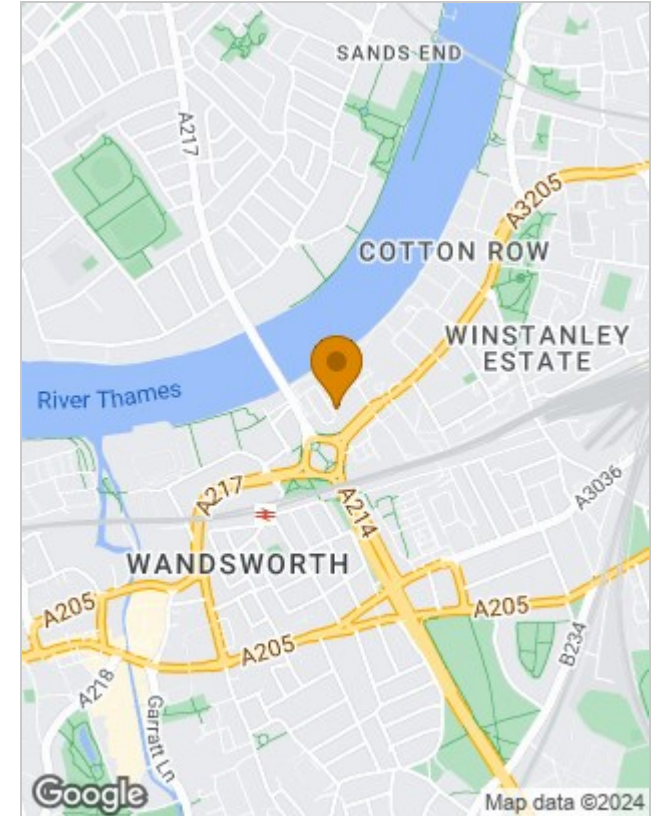 SANDS END
A217
A3205
COTTON ROW
WINSTANLEY
ESTATE
River Thames
A217
A214
A3036
WANDSWORTH
A205
A205
A205
B234
A218
Garratt Ln
Google
Map data ©2024